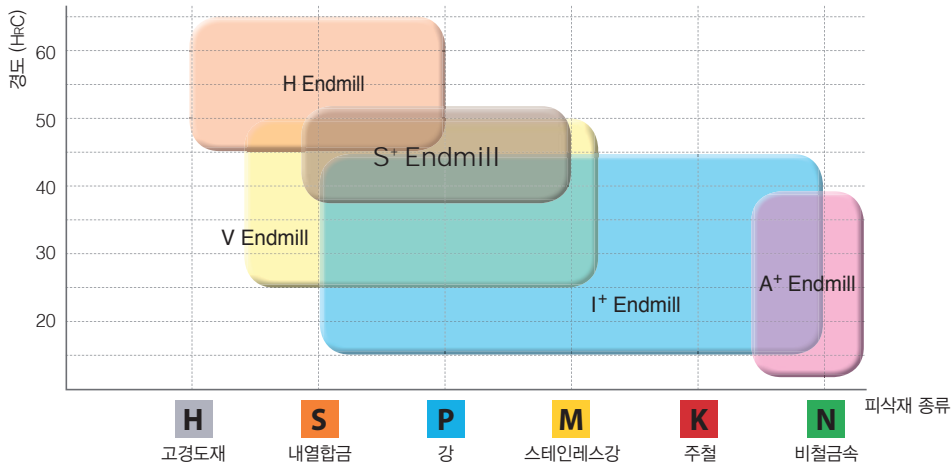 경도 (HRC)
60
50
40
30
20
H Endmill
S+ Endmill
V Endmill
I+ Endmill
A+ Endmill
피삭재 종류
H
S
P
M
K
N
고경도재
내열합금
강
스테인레스강
주철
비철금속